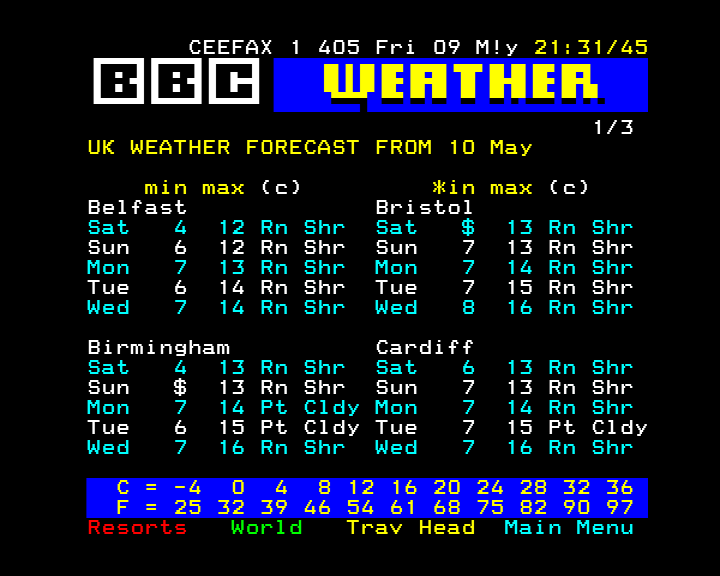 CEEFAX 1 405 Fri 09 M!y 21:31/45
BBC WEATHER
1/3
UK WEATHER FORECAST FROM 10 May
min max (c) *in max (c)
Belfast Bristol
Sat 4 12 Rn Shr Sat $ 13 Rn Shr
Sun 6 12 Rn Shr Sun 7 13 Rn Shr
Mon 7 13 Rn Shr Mon 7 14 Rn Shr
Tue 6 14 Rn Shr Tue 7 15 Rn Shr
Wed 7 14 Rn Shr Wed 8 16 Rn Shr
Birmingham Cardiff
Sat 4 13 Rn Shr Sat 6 13 Rn Shr
Sun $ 13 Rn Shr Sun 7 13 Rn Shr
Mon 7 14 Pt Cldy Mon 7 14 Rn Shr
Tue 6 15 Pt Cldy Tue 7 15 Pt Cldy
Wed 7 16 Rn Shr Wed 7 16 Rn Shr
C = -4 0 4 8 12 16 20 24 28 32 36
F = 25 32 39 46 54 61 68 75 82 90 97
Resorts World Trav Head Main Menu